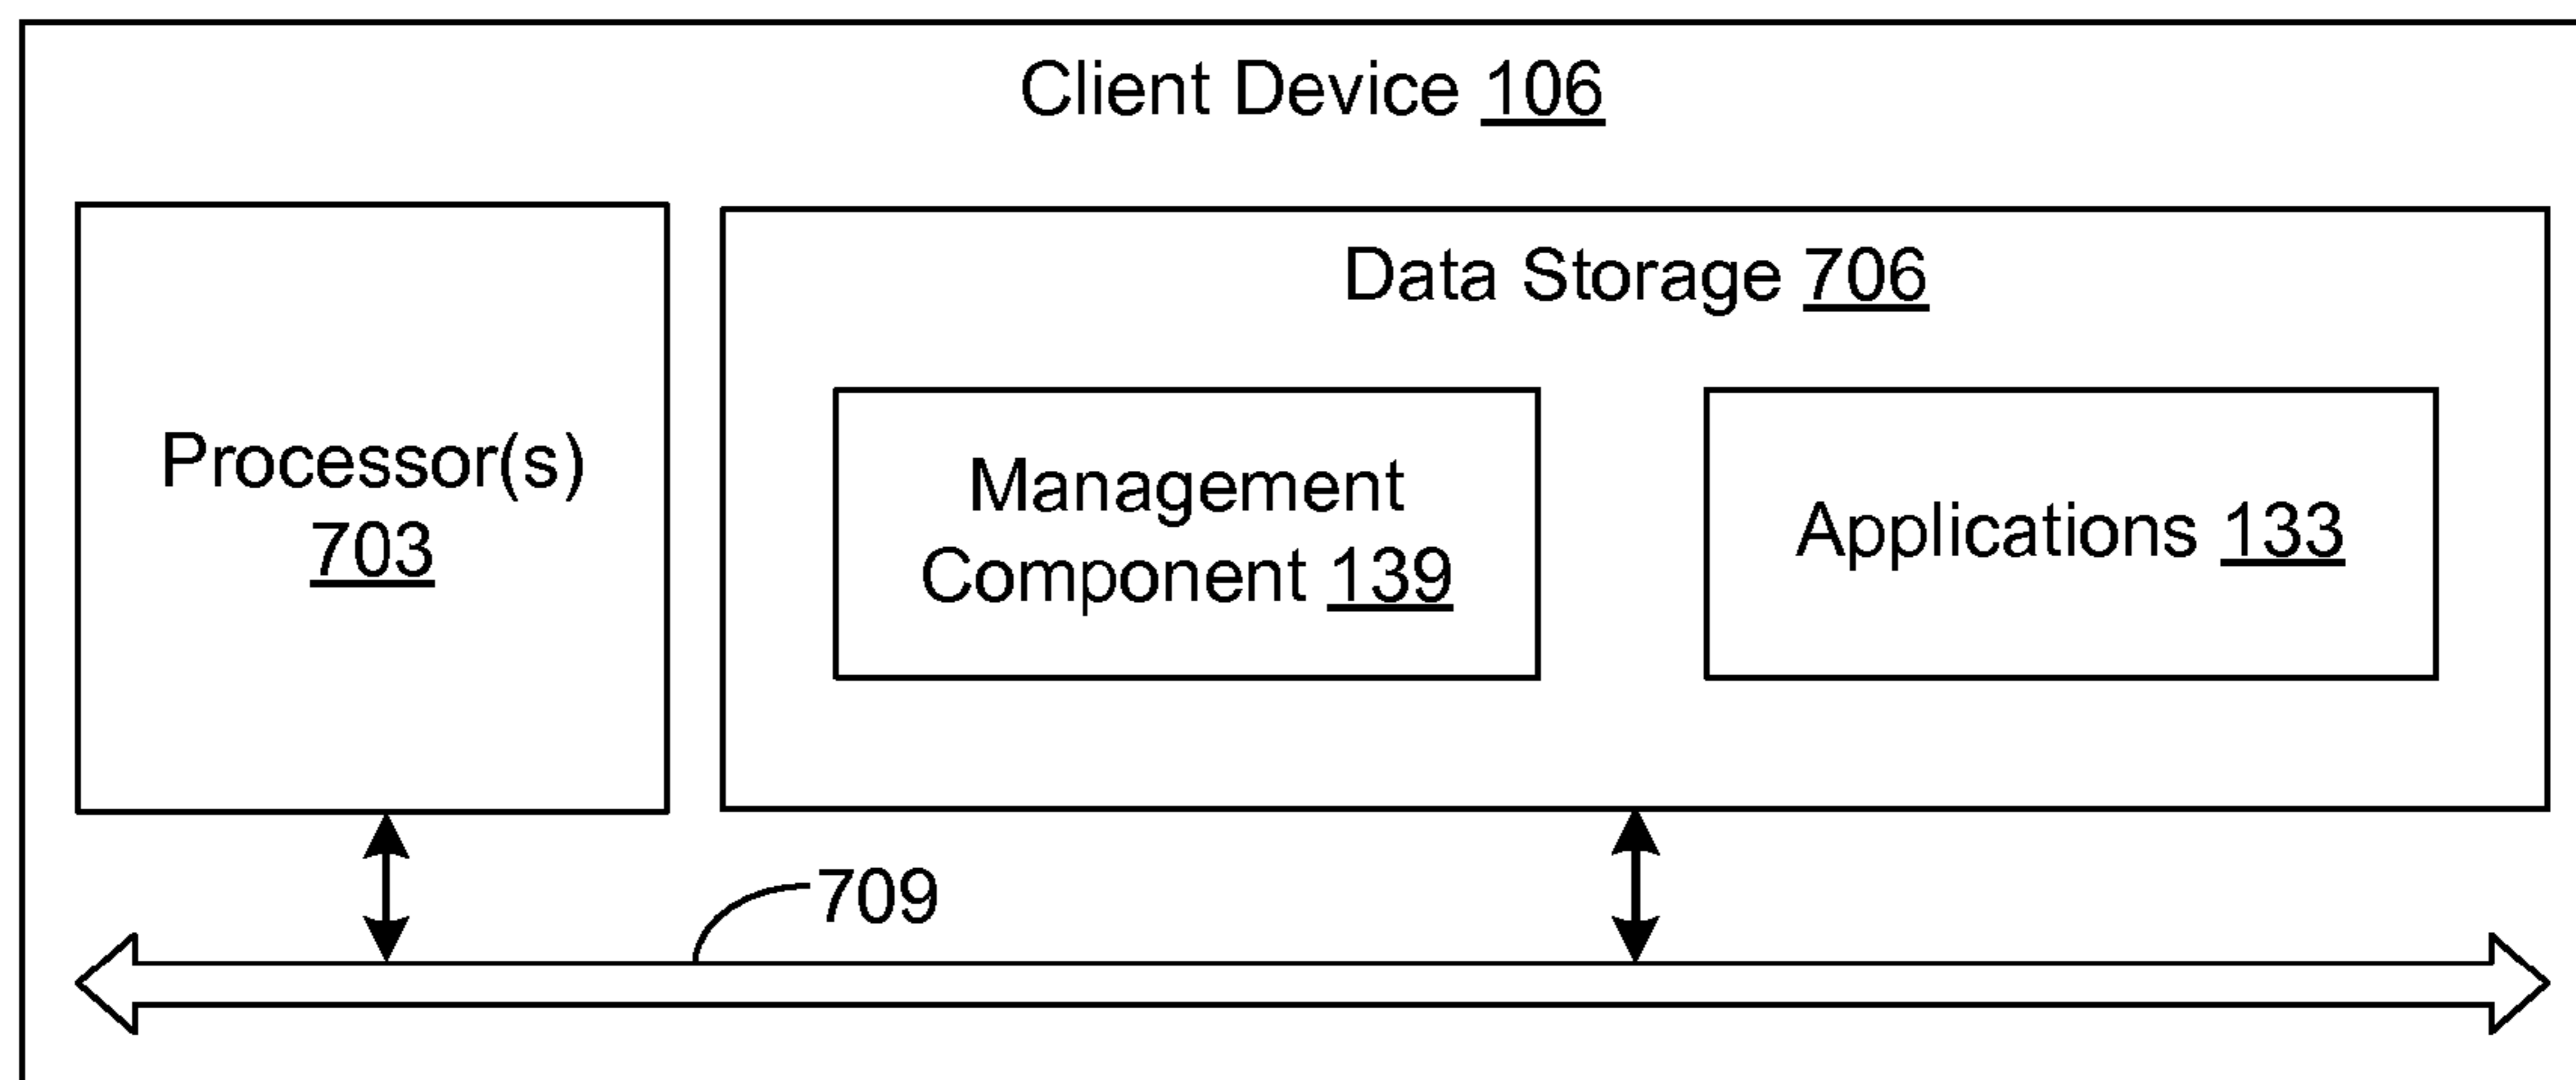 Client Device 106
Data Storage 706
Processor(s)
703
Management
Component 139
Applications 133
709